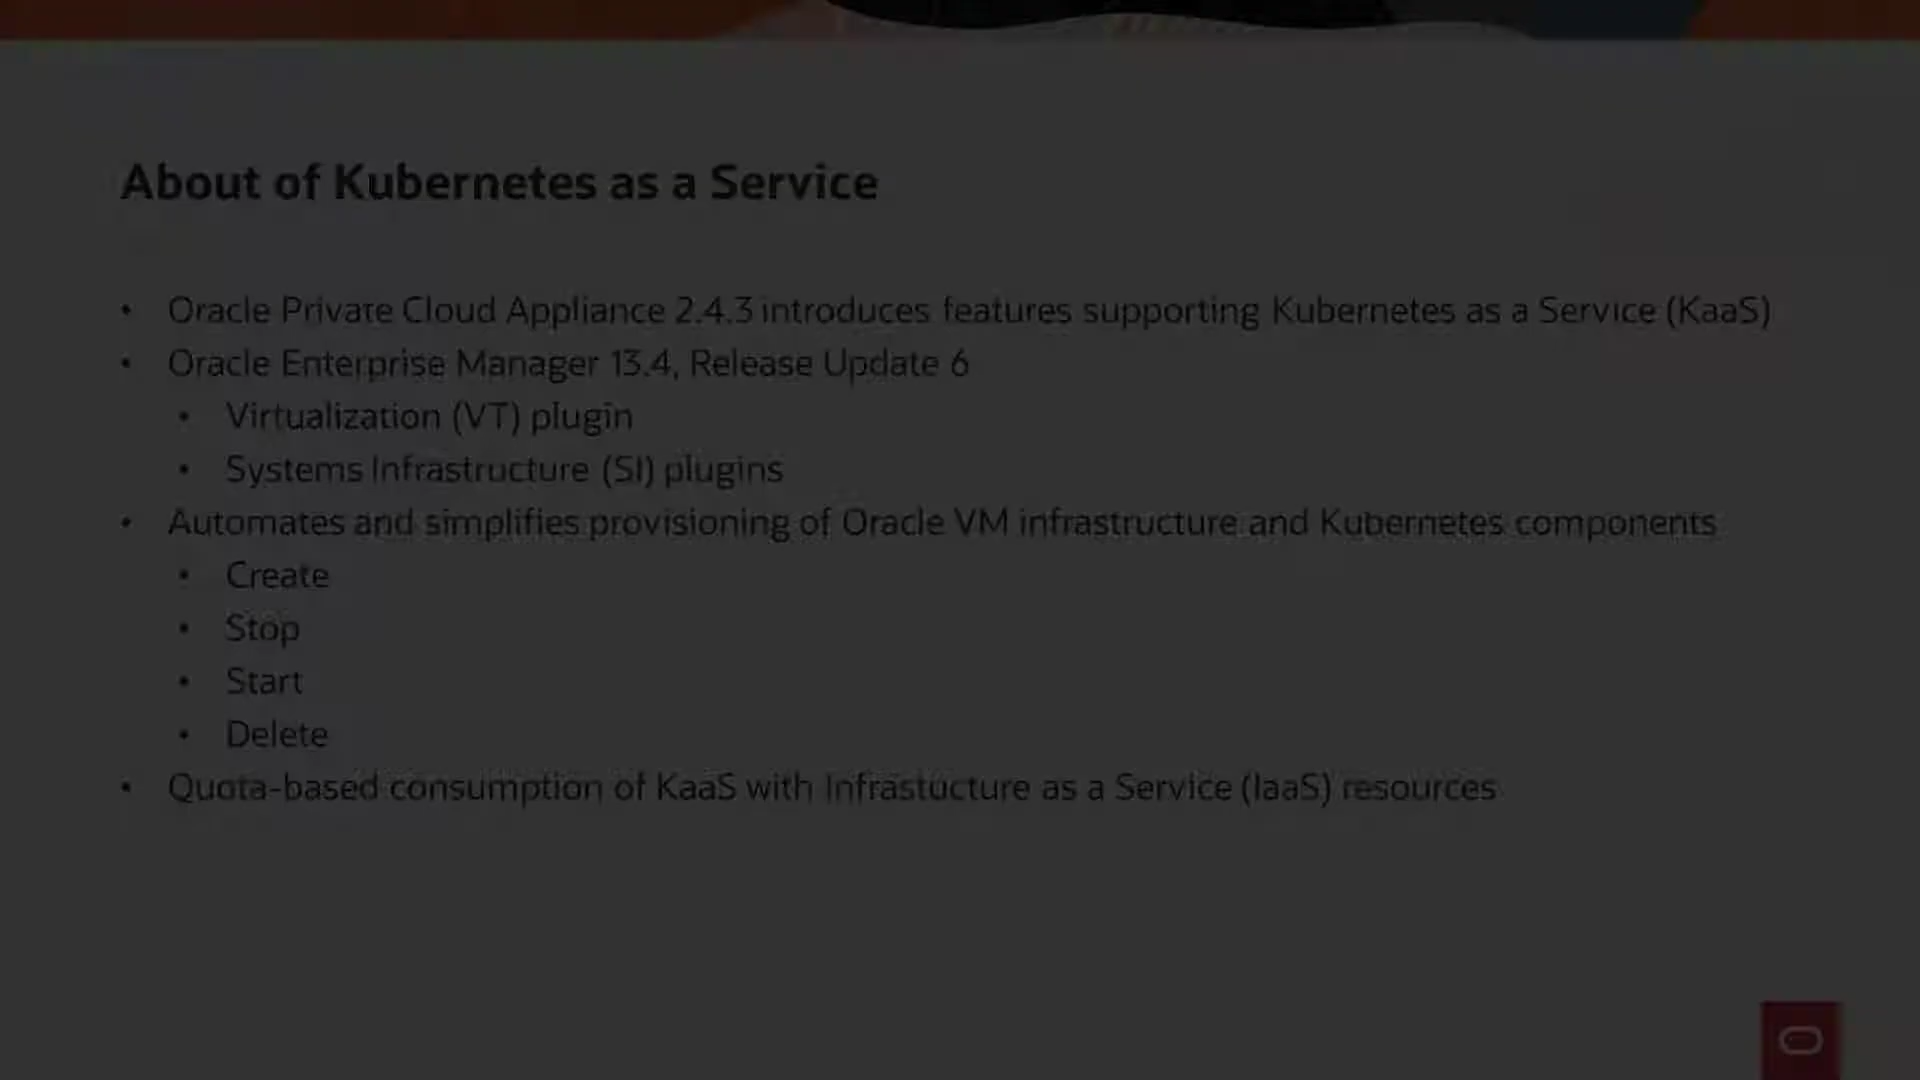 About of Kubernetes as a Service
• Oracle Private Cloud Appliance 2.4.3 introduces features supporting Kubernetes as a Service (KaaS)
• Oracle Enterprise Manager 13.4, Release Update 6
• Virtualization (VT) plugin
• Systems Infrastructure (SI) plugins
• Automates and simplifies provisioning of Oracle VM infrastructure and Kubernetes components
• Create
• Stop
• Start
• Delete
• Quota-based consumption of KaaS with Infrastucture as a Service (IaaS) resources